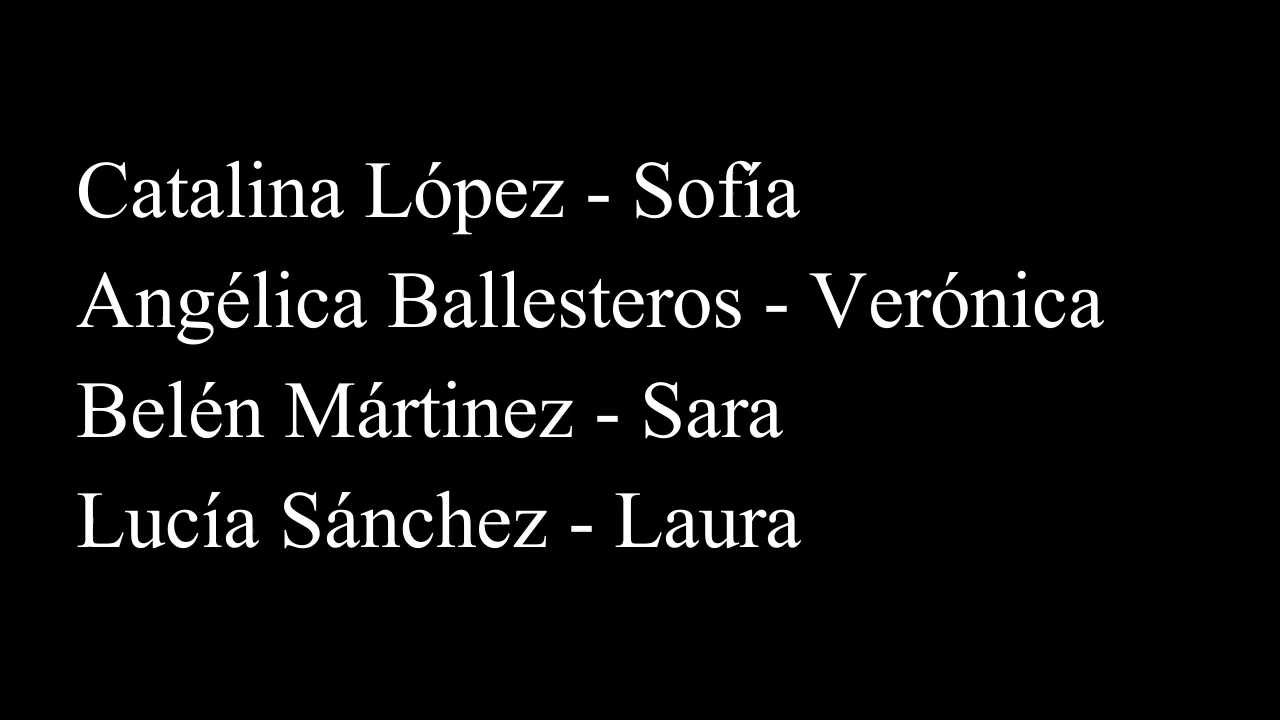 Catalina López - Sofía
Angélica Ballesteros - Verónica
Belén Mártinez - Sara
Lucía Sánchez - Laura